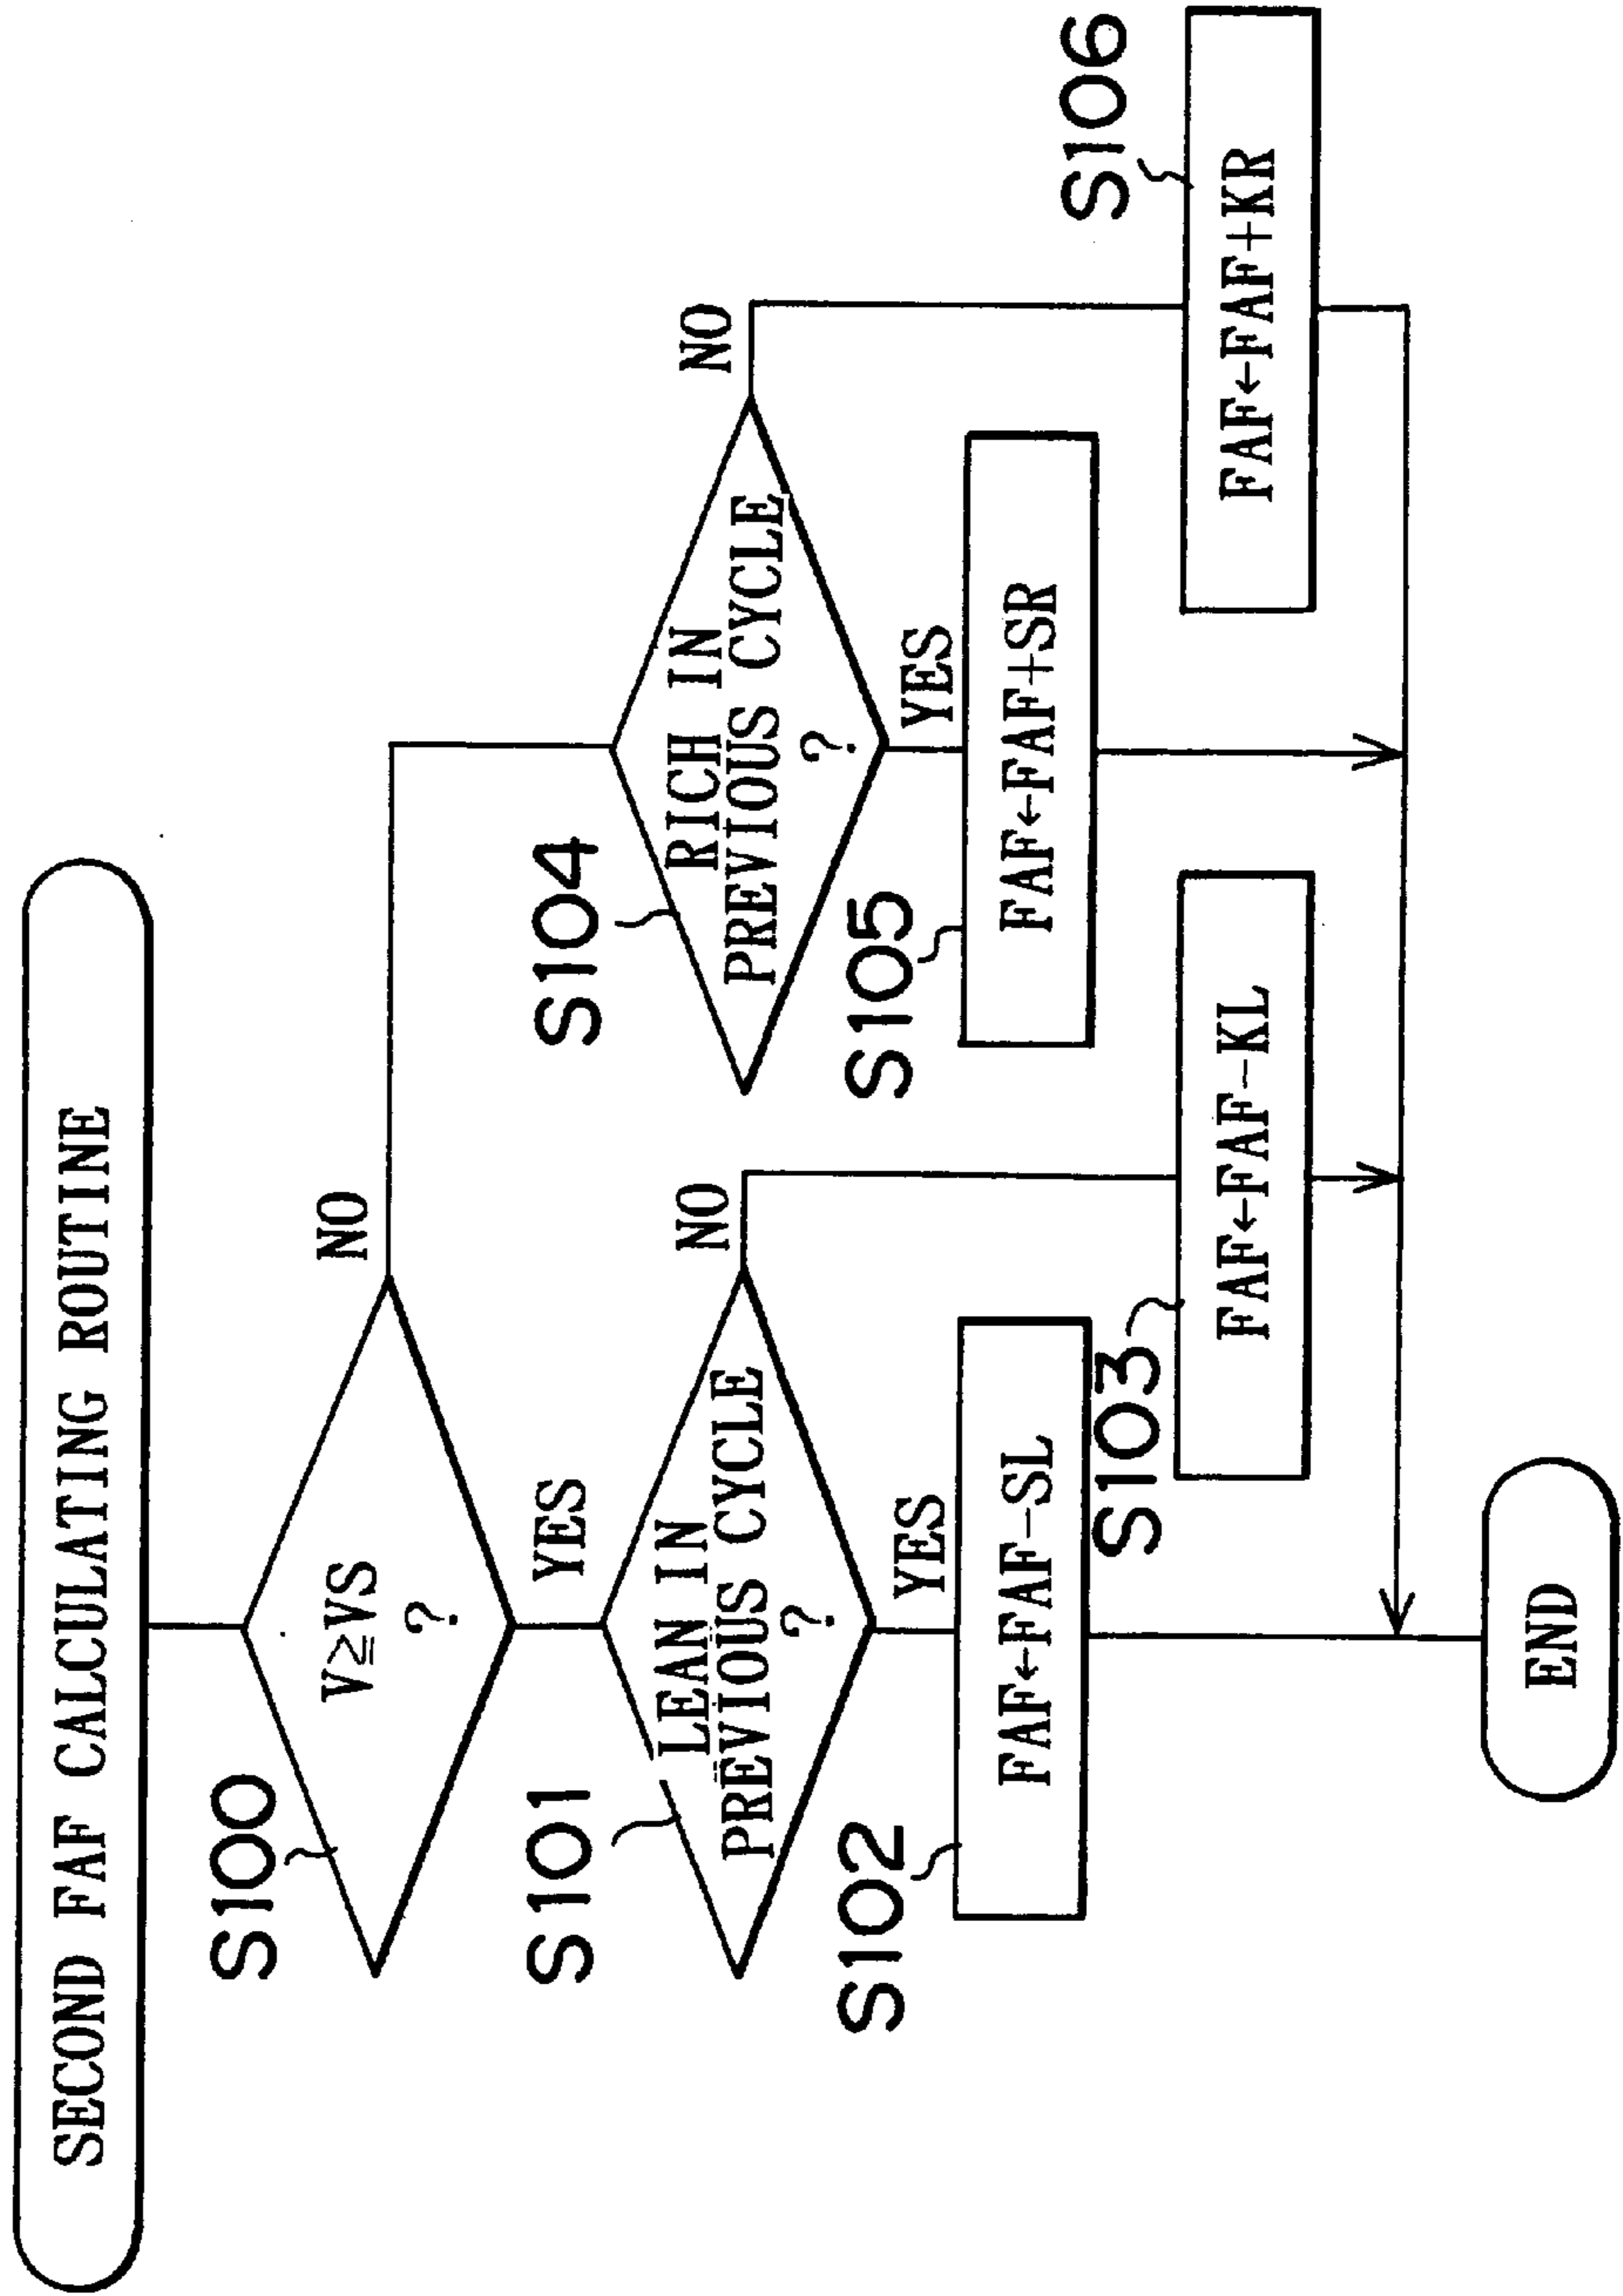 SECOND FAF CALCULATING ROUTINE
S100
V≧VS
?
NO
YES
S101
LEAN IN
PREVIOUS CYCLE
?
NO
YES
S102
FAF←FAF−SL
S103
FAF←FAF−KL
S104
RICH IN
PREVIOUS CYCLE
?
NO
YES
S105
FAF←FAF+SR
S106
FAF←FAF+KR
END